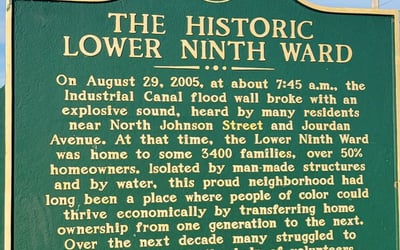 THE HISTORIC
LOWER NINTH WARD
On August 29, 2005, at about 7:45 a.m., the
Industrial Canal flood wall broke with an
explosive sound, heard by many residents
near North Johnson Street and Jourdan
Avenue. At that time, the Lower Ninth Ward
was home to some 3400 families, over 50%
homeowners. Isolated by man-made structures
and by water, this proud neighborhood had
long been a place where people of color could
thrive economically by transferring home
ownership from one generation to the next.
Over the next decade many struggled to